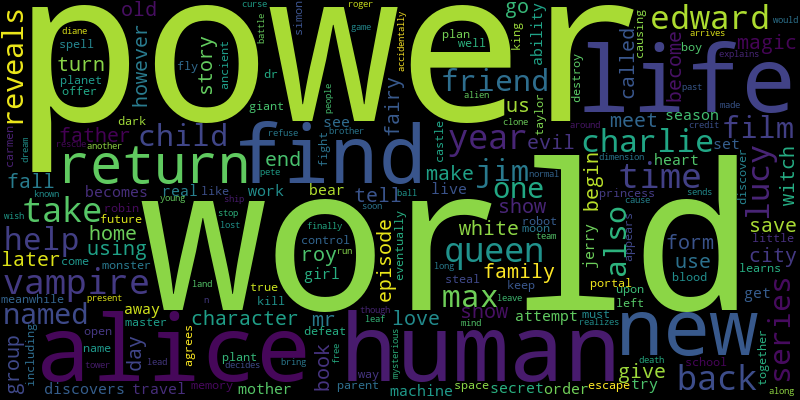 power
world
life
find
human
alice
new
return
queen
edward
vampire
time
film
series
back
lucy
max
take
help
year
charlie
jim
friend
one
also
named
child
reveals
story
turn
old
however
go
ability
called
become
magic
us
meet
season
fairy
father
fall
home
using
later
end
see
tell
make
evil
begin
jerry
set
heart
witch
save
city
form
use
give
show
white
family
episode
roy
girl
love
mr
character
day
book
group
discovers
travel
mother
machine
secret
order
try
attempt
escape
space
parent
plant
kill
away
true
control
real
work
bear
live
like
becomes
another
dark
giant
dr
ancient
spell
planet
offer
diane
curse
simon
roger
game
battle
accidentally
king
plan
well
fly
people
alien
clone
taylor
destroy
boy
causing
past
arrives
explains
would
made
credit
around
dimension
normal
princess
discover
little
appears
cause
sends
learns
get
blood
portal
upon
left
must
realizes
death
school
together
along
robot
moon
team
steal
keep
long
leave
show
castle
fight
brother
refuse
pete
ball
eventually
soon
finally
run
stop
lost
ship
young
robin
future
rescue
known
carmen
dream
wish
come
monster
meanwhile
present
land
n
master
agrees
open
name
including
tower
lead
decides
memory
bring
free
defeat
though
leaf
way
mysterious
mind